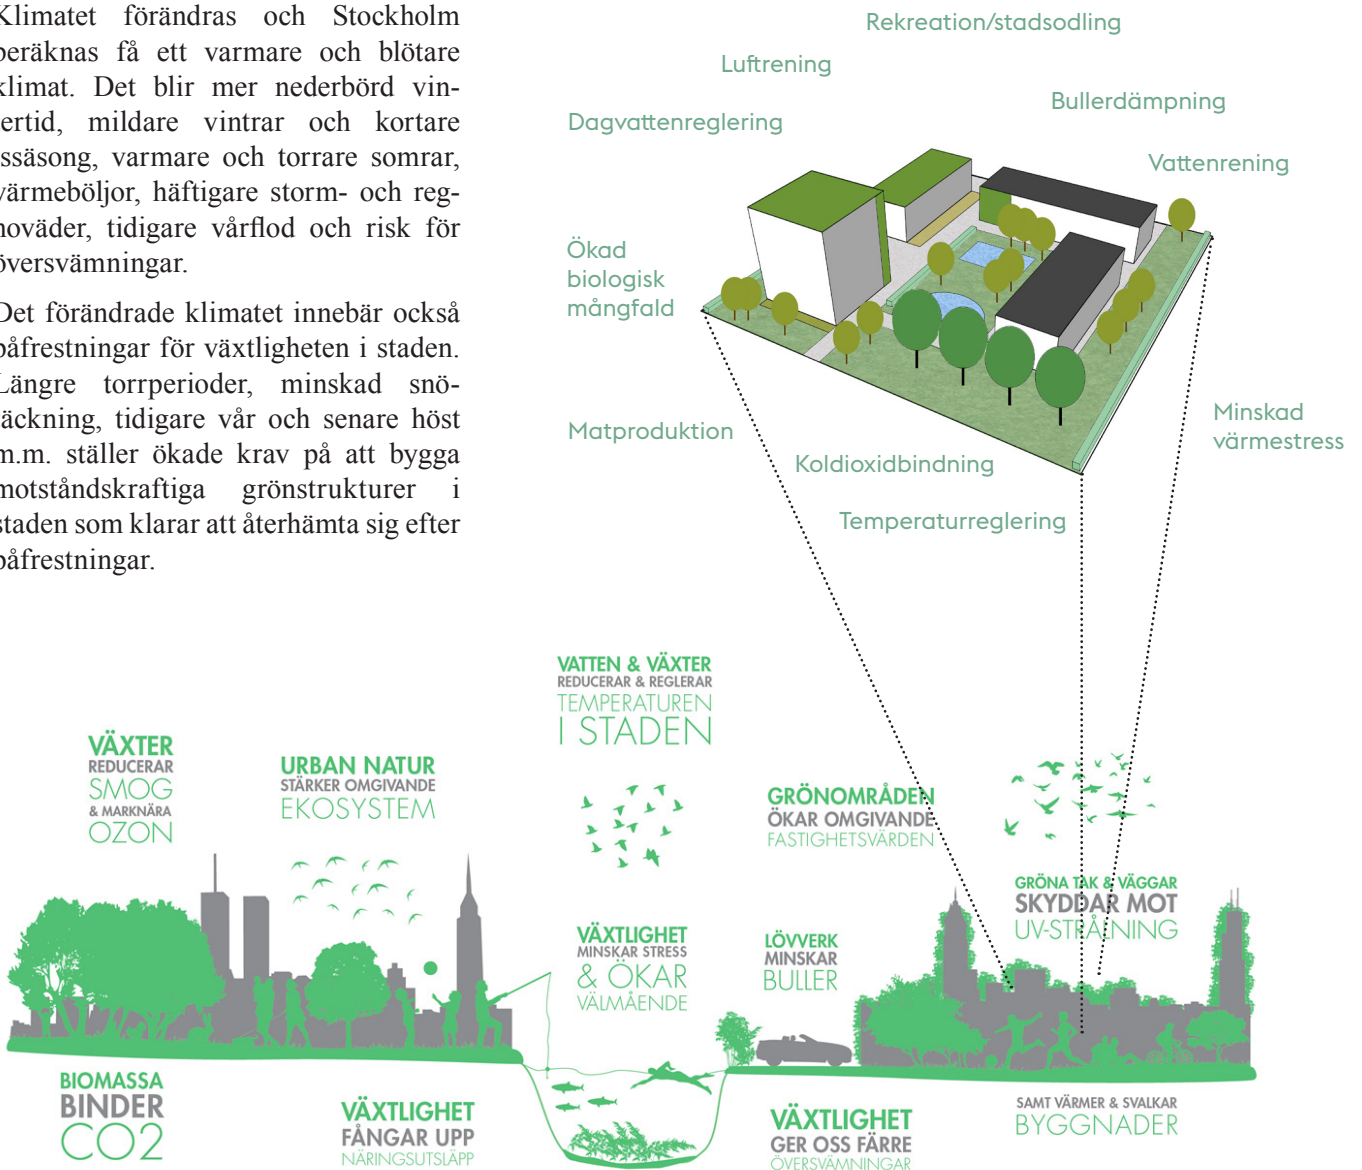 Klimatet förändras och Stockholm
beräknas få ett varmare och blötare
klimat. Det blir mer nederbörd vin-
tertid, mildare vintrar och kortare
issäsong, varmare och torrare somrar,
värmeböljor, häftigare storm- och reg-
noväder, tidigare vårflod och risk för
översvämningar.
Det förändrade klimatet innebär också
påfrestningar för växtligheten i staden.
Längre torrperioder, minskad snö-
täckning, tidigare vår och senare höst
m.m. ställer ökade krav på att bygga
motståndskraftiga grönstrukturer i
staden som klarar att återhämta sig efter
påfrestningar.
Rekreation/stadsodling
Luftrening
Bullerdämpning
Dagvattenreglering
Vattenrening
Ökad
biologisk
mångfald
Minskad
värmestress
Matproduktion
Koldioxidbindning
Temperaturreglering
VATTEN & VÄXTER
REDUCERAR & REGLERAR
TEMPERATUREN
I STADEN
VÄXTER
REDUCERAR
SMOG
& MARKNÄRA
OZON
URBAN NATUR
STÄRKER OMGIVANDE
EKOSYSTEM
GRÖNOMRÅDEN
ÖKAR OMGIVANDE
FASTIGHETSVÄRDEN
GRÖNA TAK & VÄGGAR
SKYDDAR MOT
UV-STRÅLNING
VÄXTLIGHET
MINSKAR STRESS
& ÖKAR
VÄLMÅENDE
LÖVVERK
MINSKAR
BULLER
BIOMASSA
BINDER
CO2
VÄXTLIGHET
FÅNGAR UPP
NÄRINGSUTSLÄPP
VÄXTLIGHET
GER OSS FÄRRE
ÖVERSVÄMNINGAR
SAMT VÄRMER & SVALKAR
BYGGNADER